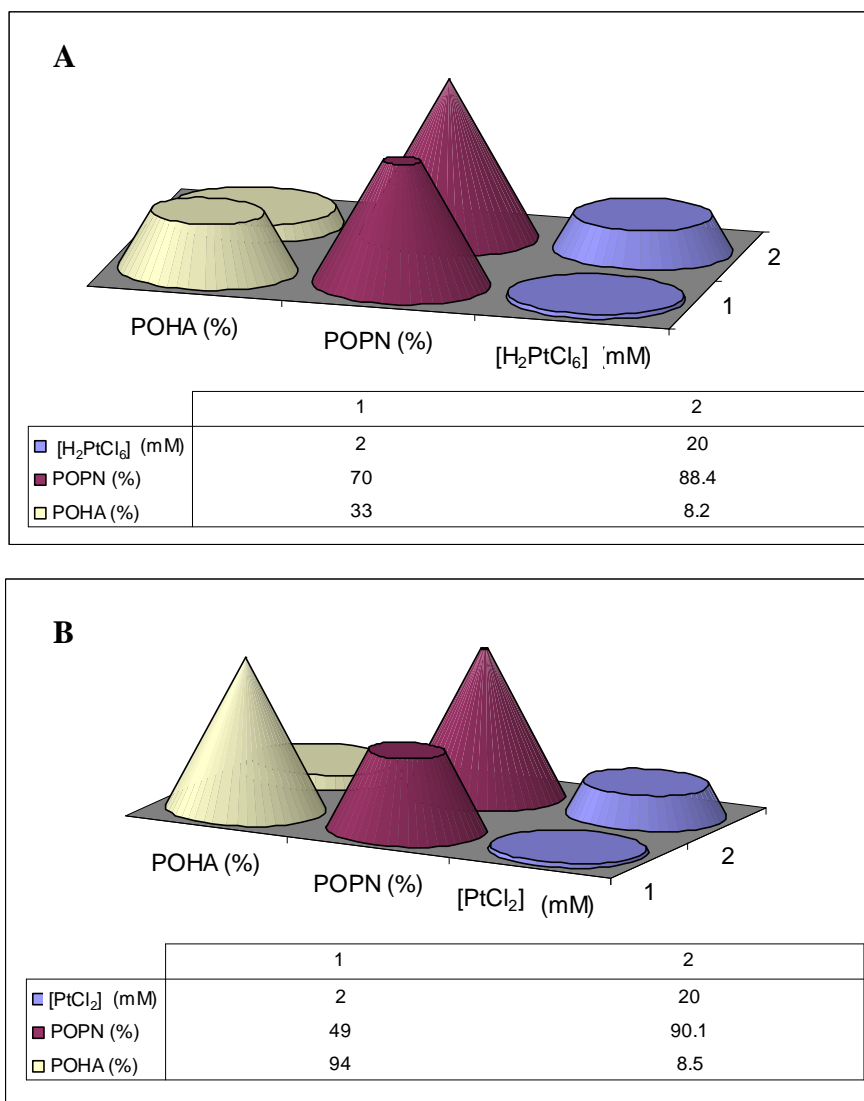 A
2
1
POHA (%)
POPN (%)
[H₂PtCl₆] (mM)
1 2
[H₂PtCl₆] (mM) 2 20
POPN (%) 70 88.4
POHA (%) 33 8.2
B
2
1
POHA (%)
POPN (%)
[PtCl₂] (mM)
1 2
[PtCl₂] (mM) 2 20
POPN (%) 49 90.1
POHA (%) 94 8.5